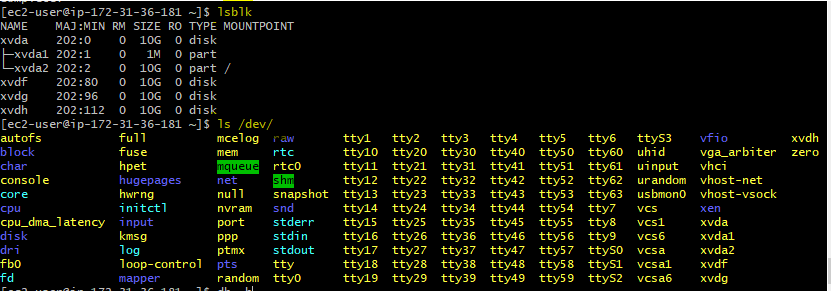 [ec2-user@ip-172-31-36-181 ~]$ lsblk
NAME    MAJ:MIN RM SIZE RO TYPE MOUNTPOINT
xvda    202:0    0  10G  0 disk
├─xvda1 202:1    0   1M  0 part
└─xvda2 202:2    0  10G  0 part /
xvdf    202:80   0  10G  0 disk
xvdg    202:96   0  10G  0 disk
xvdh    202:112  0  10G  0 disk
[ec2-user@ip-172-31-36-181 ~]$ ls /dev/
autofs full mcelog raw tty1 tty2 tty3 tty4 tty5 tty6 ttyS3 vfio xvdh
block fuse mem rtc tty10 tty20 tty30 tty40 tty50 tty60 uhid vga_arbiter zero
char hpet mqueue rtc0 tty11 tty21 tty31 tty41 tty51 tty61 uinput vhci
console hugepages net shm tty12 tty22 tty32 tty42 tty52 tty62 urandom vhost-net
core hwrng null snapshot tty13 tty23 tty33 tty43 tty53 tty63 usbmon0 vhost-vsock
cpu initctl nvram snd tty14 tty24 tty34 tty44 tty54 tty7 vcs xen
cpu_dma_latency input port stderr tty15 tty25 tty35 tty45 tty55 tty8 vcs1 xvda
disk kmsg ppp stdin tty16 tty26 tty36 tty46 tty56 tty9 vcs6 xvda1
dri log ptmx stdout tty17 tty27 tty37 tty47 tty57 ttyS0 vcsa xvda2
fb0 loop-control pts tty tty18 tty28 tty38 tty48 tty58 ttyS1 vcsa1 xvdf
fd mapper random tty0 tty19 tty29 tty39 tty49 tty59 ttyS2 vcsa6 xvdg
[ec2-user@ip-172-31-36-181 ~]$